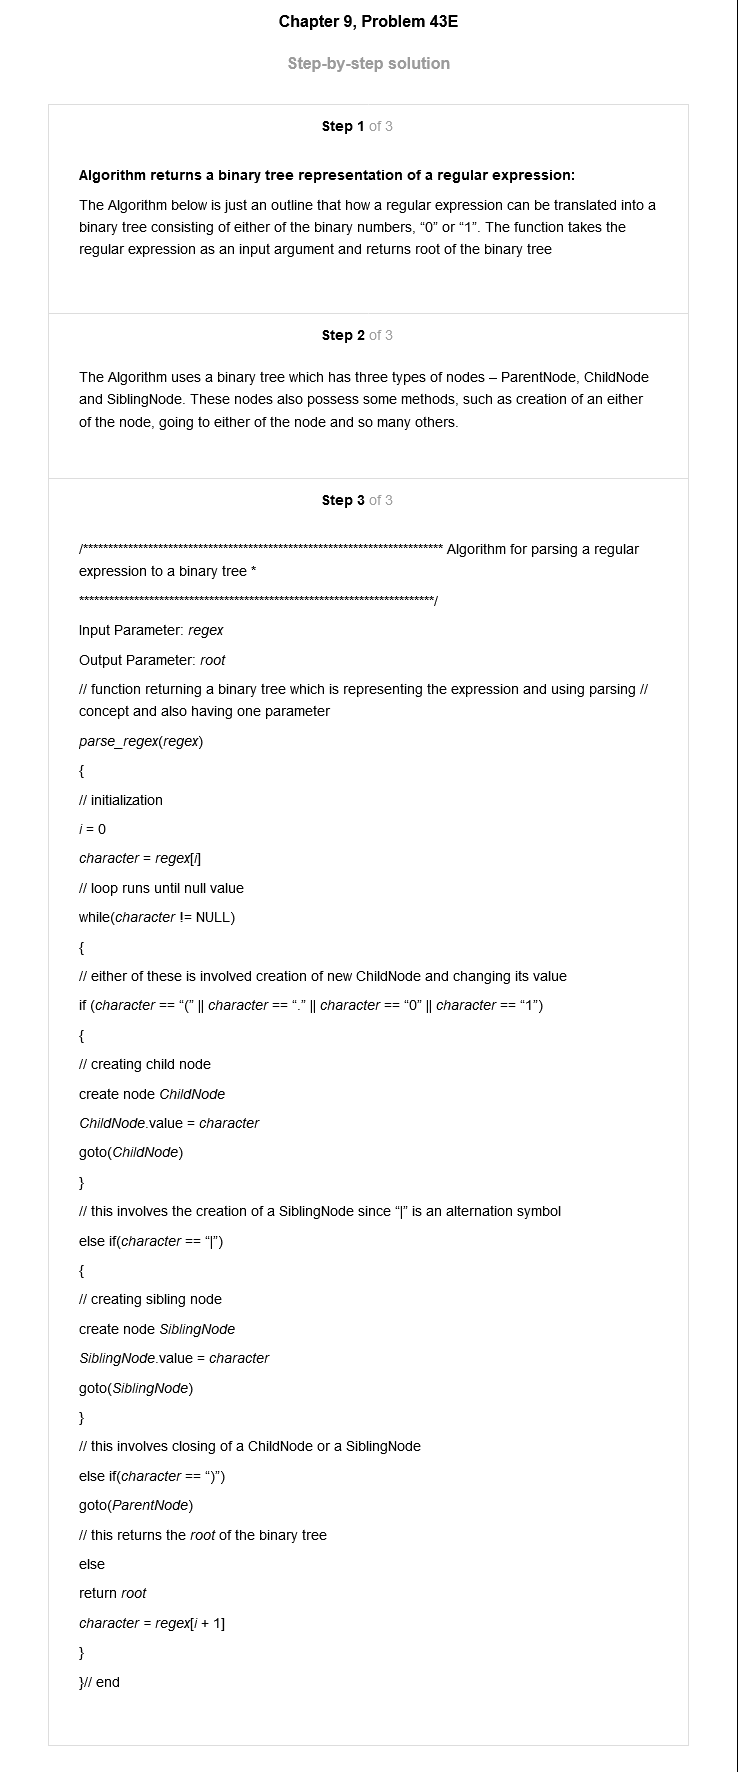 Chapter 9, Problem 43E
Step-by-step solution
Step 1 of 3
Algorithm returns a binary tree representation of a regular expression:
The Algorithm below is just an outline that how a regular expression can be translated into a
binary tree consisting of either of the binary numbers, “0” or “1”. The function takes the
regular expression as an input argument and returns root of the binary tree
Step 2 of 3
The Algorithm uses a binary tree which has three types of nodes – ParentNode, ChildNode
and SiblingNode. These nodes also possess some methods, such as creation of an either
of the node, going to either of the node and so many others.
Step 3 of 3
/************************************************************************ Algorithm for parsing a regular
expression to a binary tree *
***********************************************************************/
Input Parameter: regex
Output Parameter: root
// function returning a binary tree which is representing the expression and using parsing //
concept and also having one parameter
parse_regex(regex)
{
// initialization
i = 0
character = regex[i]
// loop runs until null value
while(character != NULL)
{
// either of these is involved creation of new ChildNode and changing its value
if (character == “(” || character == “.” || character == “0” || character == “1”)
{
// creating child node
create node ChildNode
ChildNode.value = character
goto(ChildNode)
}
// this involves the creation of a SiblingNode since “|” is an alternation symbol
else if(character == “|”)
{
// creating sibling node
create node SiblingNode
SiblingNode.value = character
goto(SiblingNode)
}
// this involves closing of a ChildNode or a SiblingNode
else if(character == “)”)
goto(ParentNode)
// this returns the root of the binary tree
else
return root
character = regex[i + 1]
}
}// end